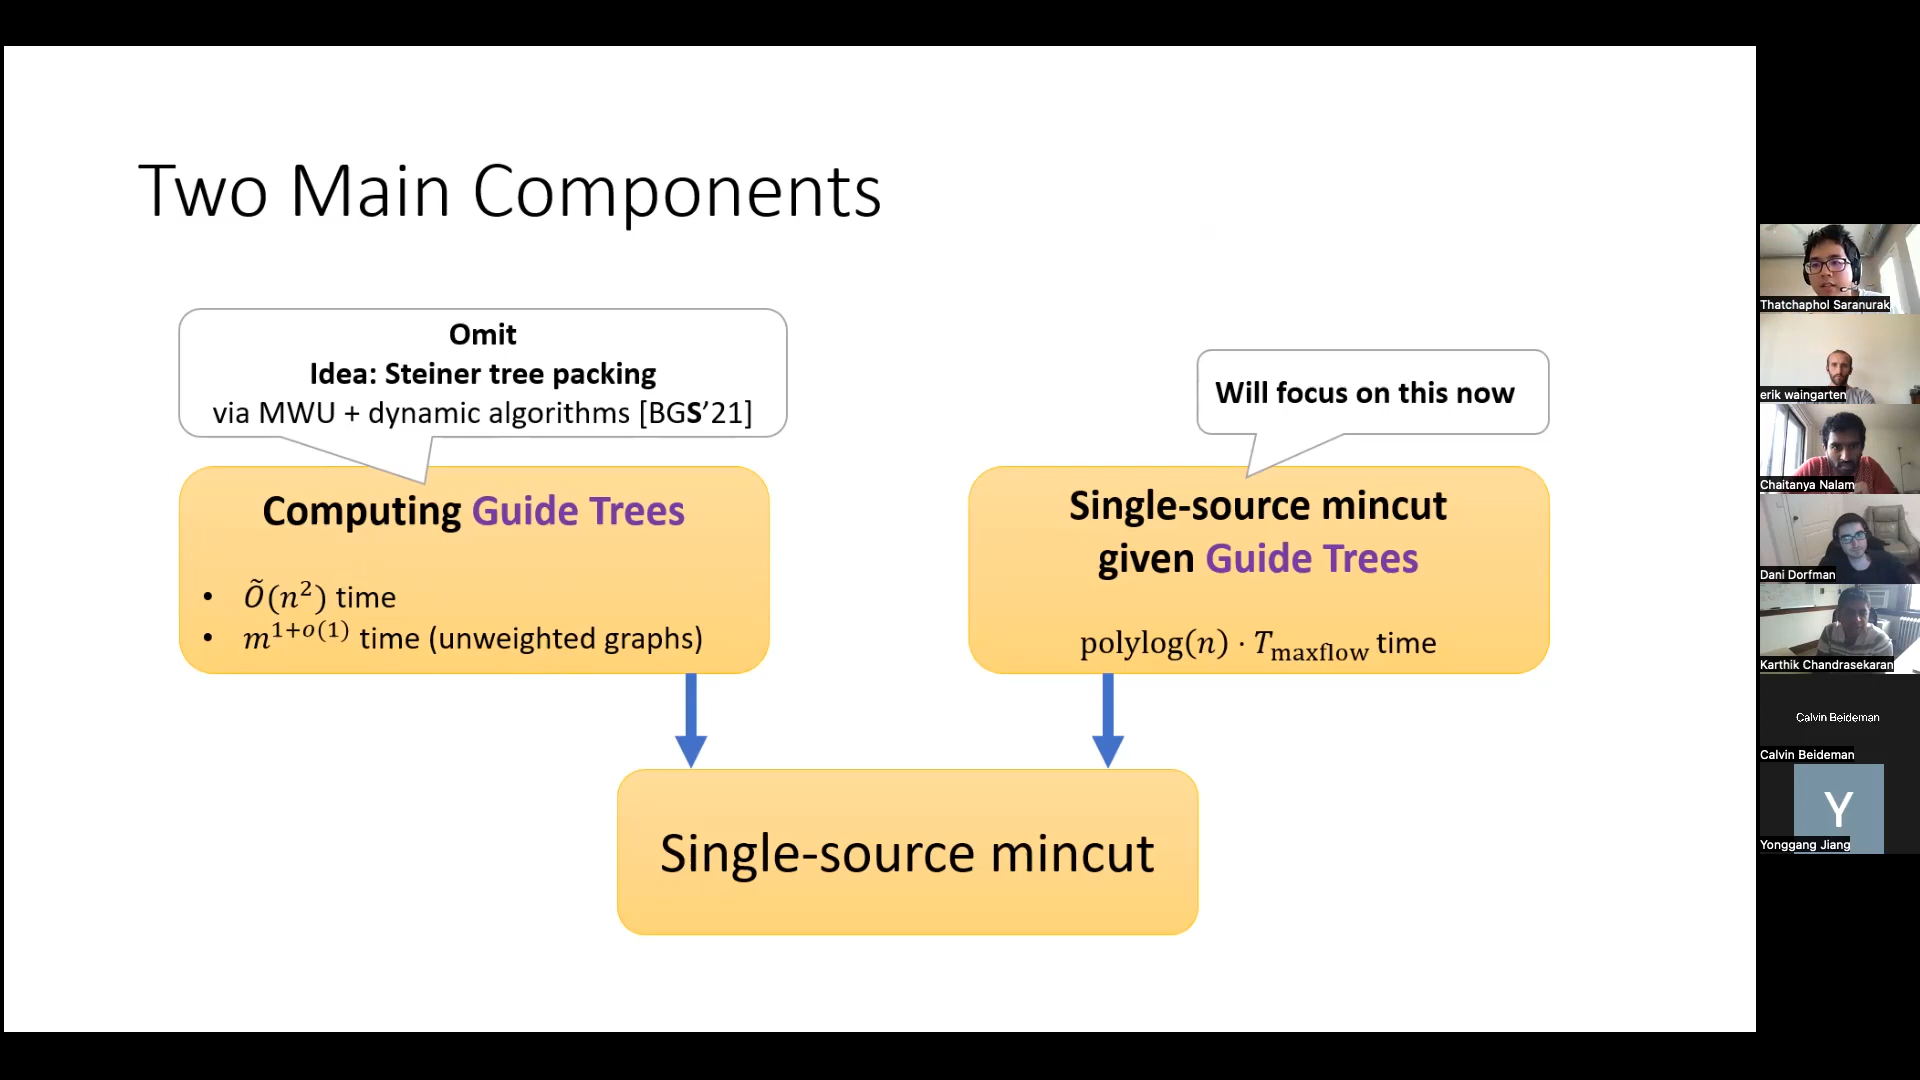 Two Main Components
Omit
Idea: Steiner tree packing
via MWU + dynamic algorithms [BGS’21]
Will focus on this now
Computing Guide Trees
• Õ(n²) time
• m^{1+o(1)} time (unweighted graphs)
Single-source mincut
given Guide Trees
polylog(n) · T_{maxflow} time
Single-source mincut
Thatchaphol Saranurak
erik waingarten
Chaitanya Nalam
Dani Dorfman
Karthik Chandrasekaran
Calvin Beideman
Calvin Beideman
Y
Yonggang Jiang